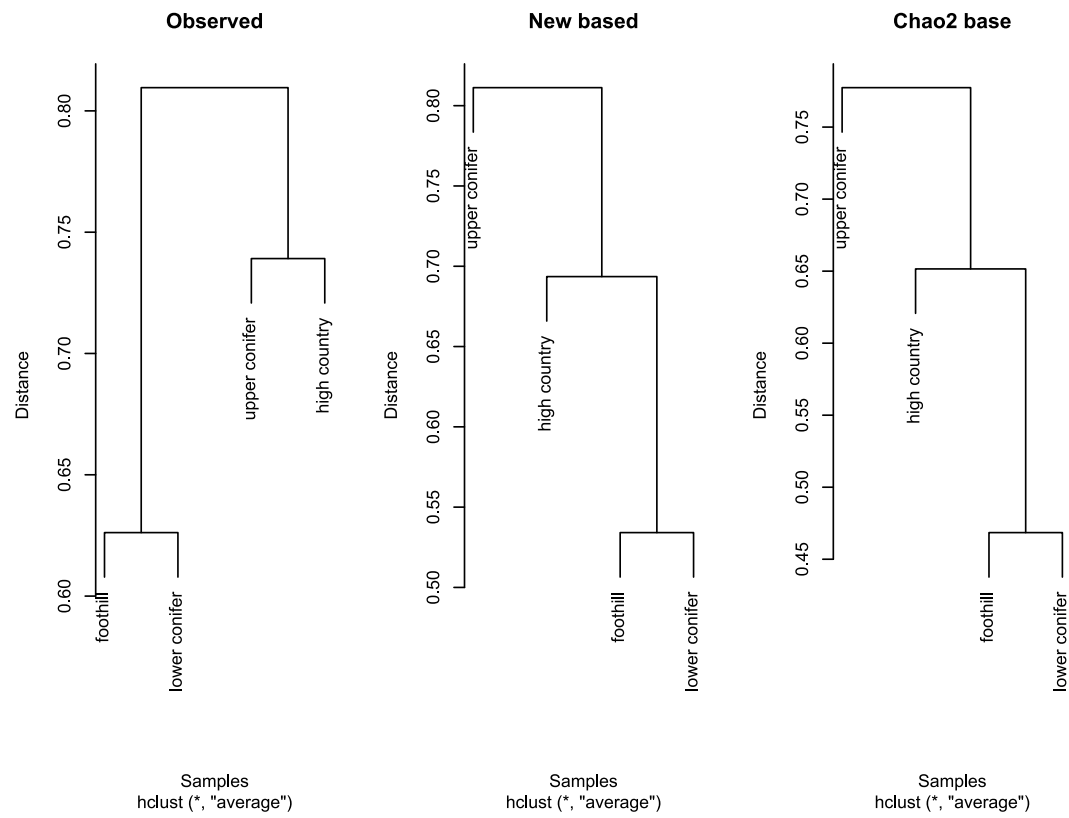 Observed
Distance
0.80
0.75
0.70
0.65
0.60
upper conifer
high country
foothill
lower conifer
Samples
hclust (*, "average")
New based
Distance
0.80
0.75
0.70
0.65
0.60
0.55
0.50
upper conifer
high country
foothill
lower conifer
Samples
hclust (*, "average")
Chao2 base
Distance
0.75
0.70
0.65
0.60
0.55
0.50
0.45
upper conifer
high country
foothill
lower conifer
Samples
hclust (*, "average")